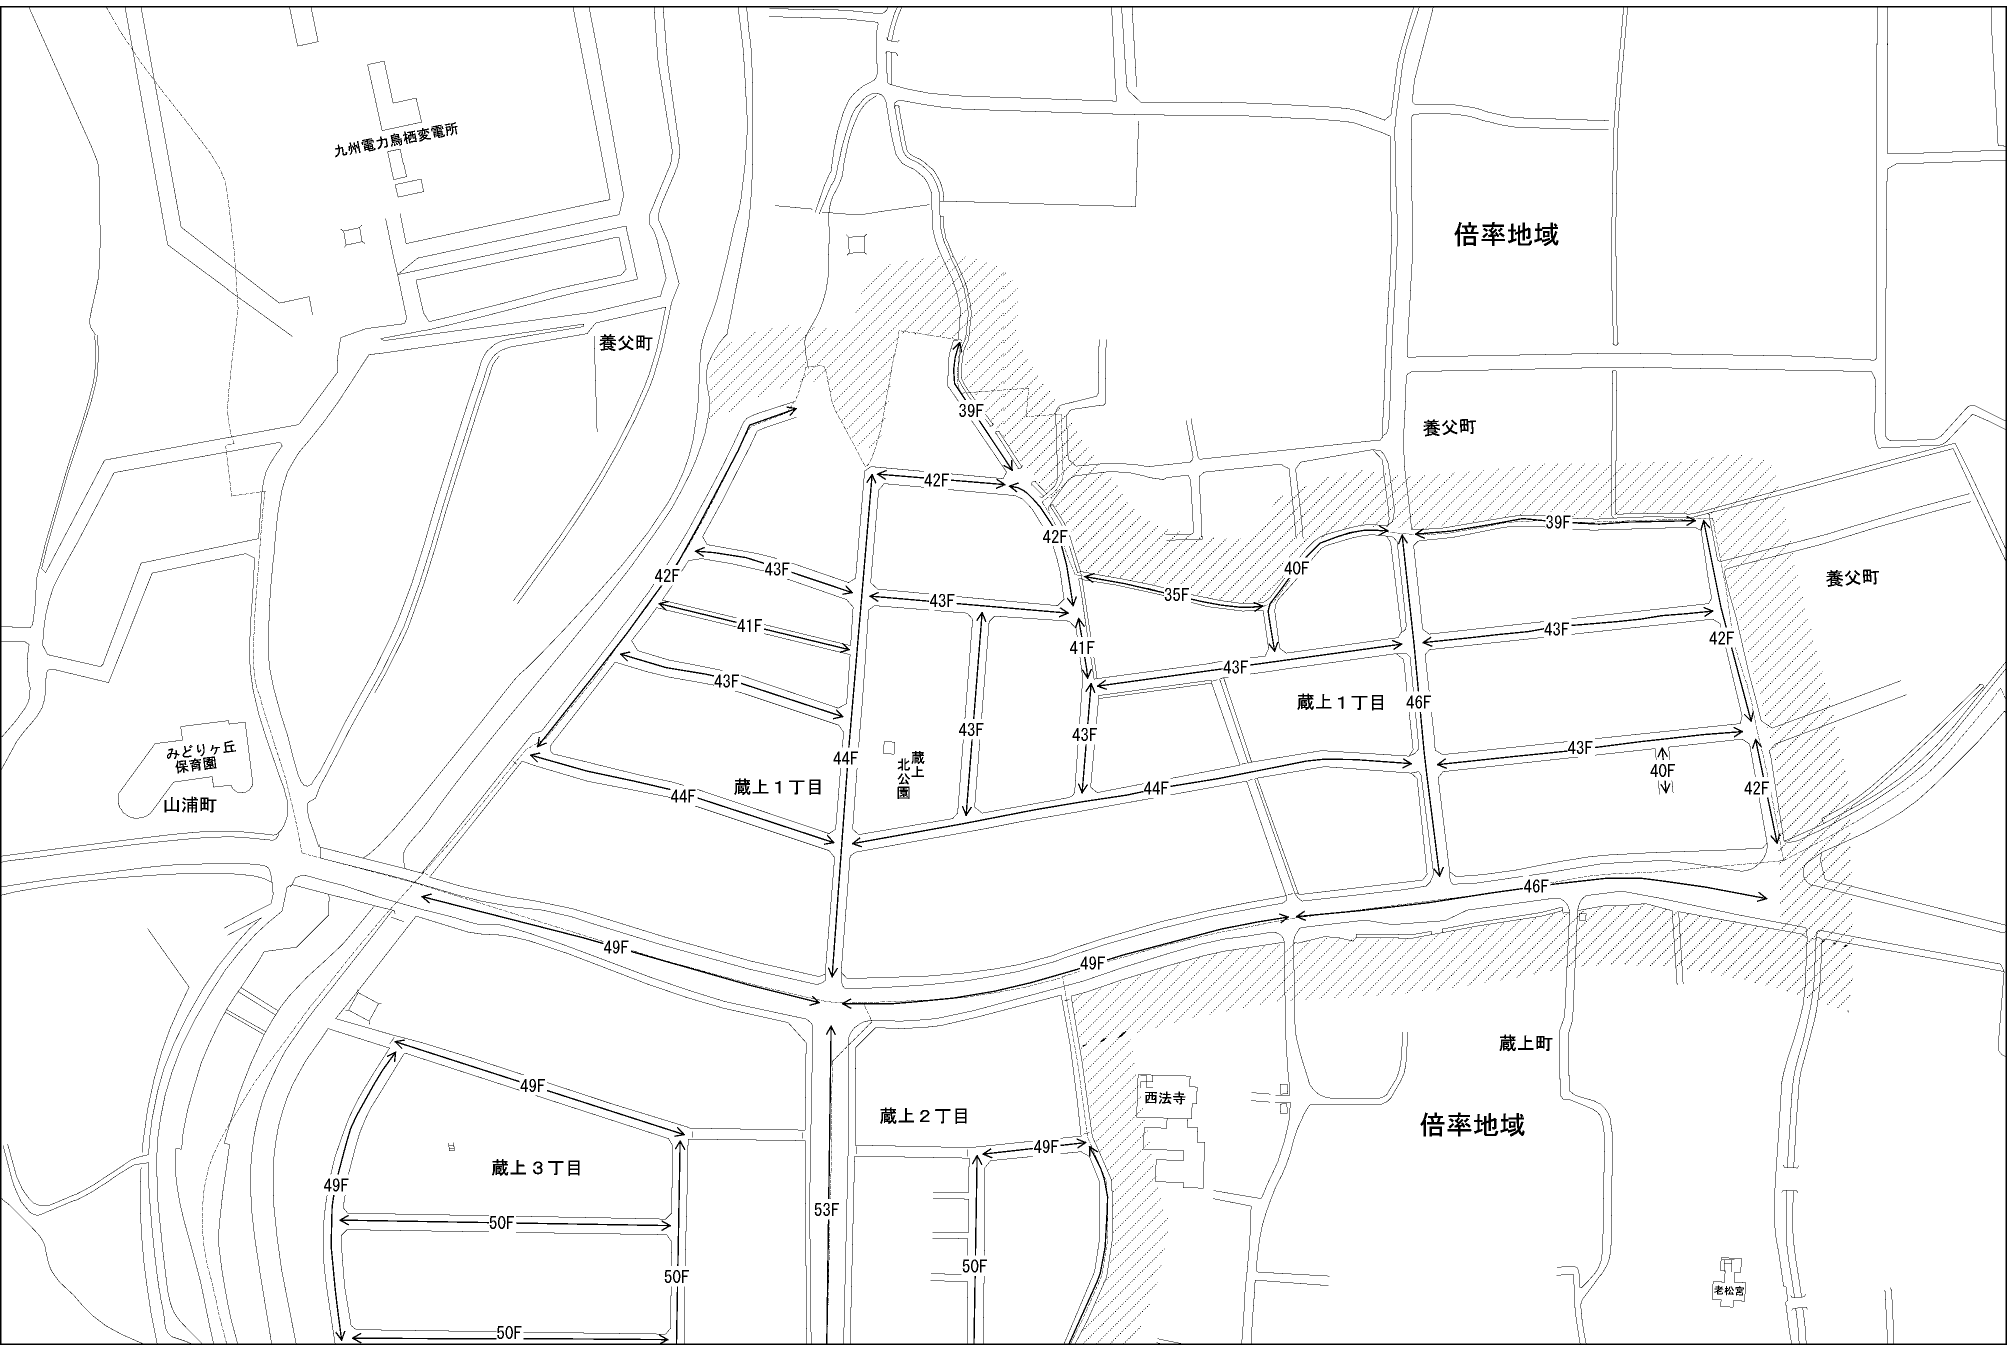 九州電力鳥栖変電所
倍率地域
養父町
39F
養父町
42F
39F
42F
43F
42F
40F
養父町
35F
43F
41F
43F
42F
41F
43F
43F
43F
蔵上1丁目
46F
43F
43F
みどりヶ丘
保育園
山浦町
44F
蔵上
北公園
43F
40F
蔵上1丁目
44F
44F
42F
46F
49F
49F
蔵上町
49F
西法寺
蔵上2丁目
倍率地域
49F
蔵上3丁目
49F
53F
50F
50F
50F
老松宮
50F